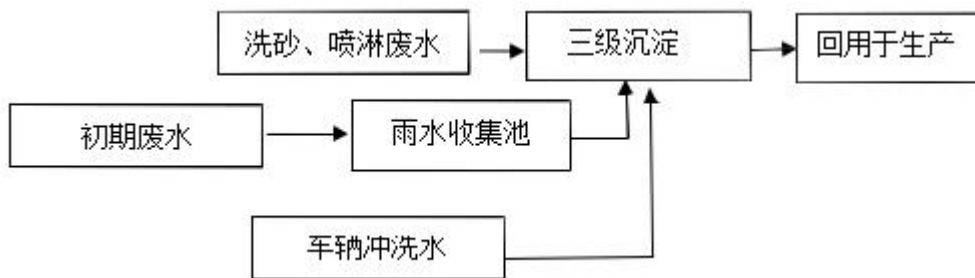 洗砂、喷淋废水
三级沉淀
回用于生产
初期废水
雨水收集池
车辆冲洗水